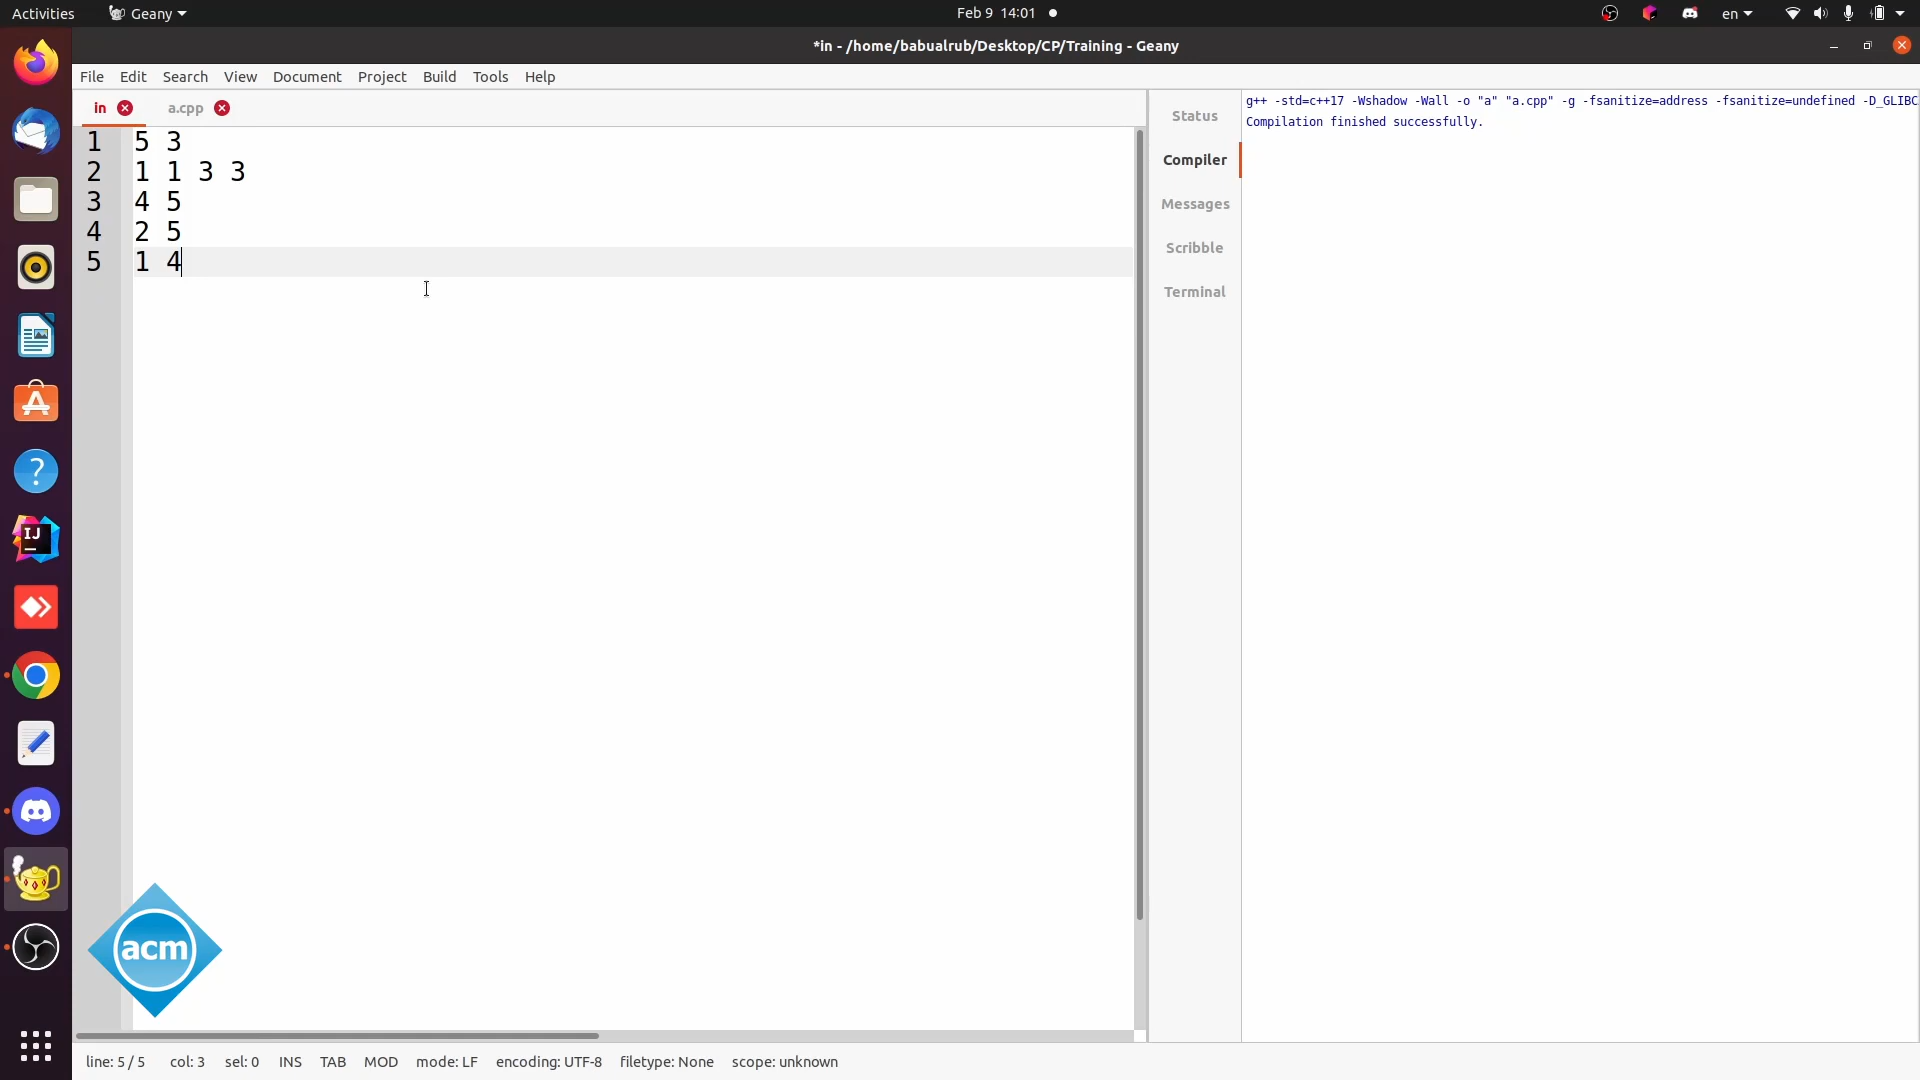 Activities Geany Feb 9 14:01 en
*in - /home/babualrub/Desktop/CP/Training - Geany
File Edit Search View Document Project Build Tools Help
in a.cpp
1 5 3
2 1 1 3 3
3 4 5
4 2 5
5 1 4
Status
Compiler
Messages
Scribble
Terminal
g++ -std=c++17 -Wshadow -Wall -o "a" "a.cpp" -g -fsanitize=address -fsanitize=undefined -D_GLIBC
Compilation finished successfully.
IJ
acm
line: 5 / 5 col: 3 sel: 0 INS TAB MOD mode: LF encoding: UTF-8 filetype: None scope: unknown